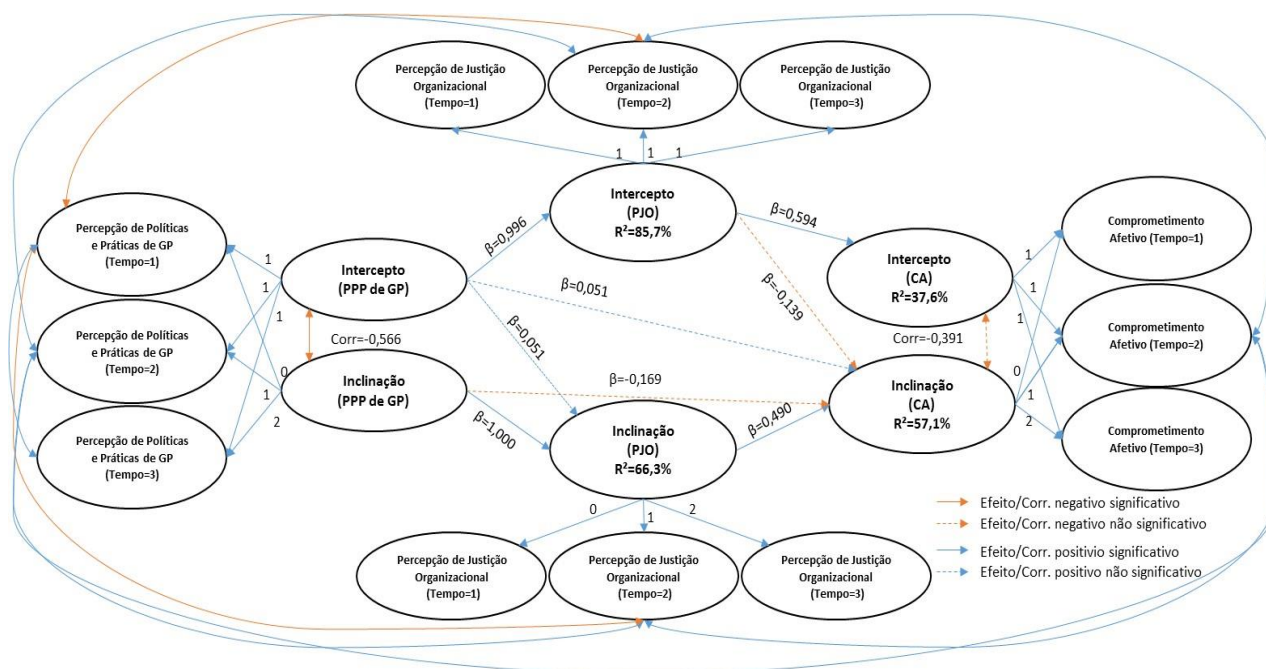 Percepção de Justição
Organizacional
(Tempo=1)
Percepção de Justição
Organizacional
(Tempo=2)
Percepção de Justição
Organizacional
(Tempo=3)
1
1
1
Percepção de Políticas
e Práticas de GP
(Tempo=1)
Percepção de Políticas
e Práticas de GP
(Tempo=2)
Percepção de Políticas
e Práticas de GP
(Tempo=3)
1
1
1
0
1
2
Intercepto
(PPP de GP)
Corr=-0,566
Inclinação
(PPP de GP)
β=0,996
β=0,051
β=0,051
β=-0,169
β=1,000
Intercepto
(PJO)
R²=85,7%
Inclinação
(PJO)
R²=66,3%
β=0,594
β=-0,139
β=0,490
Intercepto
(CA)
R²=37,6%
Corr=-0,391
Inclinação
(CA)
R²=57,1%
1
1
1
0
1
2
Comprometimento
Afetivo (Tempo=1)
Comprometimento
Afetivo (Tempo=2)
Comprometimento
Afetivo (Tempo=3)
0
1
2
Percepção de Justição
Organizacional
(Tempo=1)
Percepção de Justição
Organizacional
(Tempo=2)
Percepção de Justição
Organizacional
(Tempo=3)
Efeito/Corr. negativo significativo
Efeito/Corr. negativo não significativo
Efeito/Corr. positivio significativo
Efeito/Corr. positivo não significativo